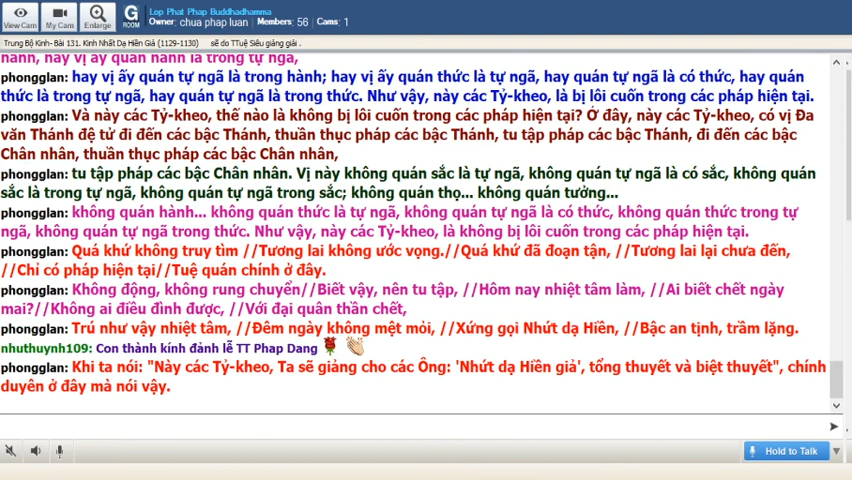 Lop Phat Phap Buddhadhamma
Owner: chua phap luan Members: 56 Cams: 1
View Cam My Cam Enlarge G ROOM
Trung Bộ Kinh- Bài 131. Kinh Nhất Dạ Hiền Giả (1129-1130) sẽ do TTuệ Siêu giảng giải .
hành, hay vị ấy quán hành là trong tự ngã,
phongglan: hay vị ấy quán tự ngã là trong hành; hay vị ấy quán thức là tự ngã, hay quán tự ngã là có thức, hay quán
thức là trong tự ngã, hay quán tự ngã là trong thức. Như vậy, này các Tỷ-kheo, là bị lôi cuốn trong các pháp hiện tại.
phongglan: Và này các Tỷ-kheo, thế nào là không bị lôi cuốn trong các pháp hiện tại? Ở đây, này các Tỷ-kheo, có vị Đa
văn Thánh đệ tử đi đến các bậc Thánh, thuần thục pháp các bậc Thánh, tu tập pháp các bậc Thánh, đi đến các bậc
Chân nhân, thuần thục pháp các bậc Chân nhân,
phongglan: tu tập pháp các bậc Chân nhân. Vị này không quán sắc là tự ngã, không quán tự ngã là có sắc, không quán
sắc là trong tự ngã, không quán tự ngã trong sắc; không quán thọ... không quán tưởng...
phongglan: không quán hành... không quán thức là tự ngã, không quán tự ngã là có thức, không quán thức trong tự
ngã, không quán tự ngã trong thức. Như vậy, này các Tỷ-kheo, là không bị lôi cuốn trong các pháp hiện tại.
phongglan: Quá khứ không truy tìm //Tương lai không ước vọng.//Quá khứ đã đoạn tận, //Tương lai lại chưa đến,
//Chỉ có pháp hiện tại//Tuệ quán chính ở đây.
phongglan: Không động, không rung chuyển//Biết vậy, nên tu tập, //Hôm nay nhiệt tâm làm, //Ai biết chết ngày
mai?//Không ai điều đình được, //Với đại quân thần chết,
phongglan: Trú như vậy nhiệt tâm, //Đêm ngày không mệt mỏi, //Xứng gọi Nhứt dạ Hiền, //Bậc an tịnh, trầm lặng.
nhuthuynh109: Con thành kính đảnh lễ TT Phap Dang
phongglan: Khi ta nói: "Này các Tỷ-kheo, Ta sẽ giảng cho các Ông: 'Nhứt dạ Hiền giả', tổng thuyết và biệt thuyết", chính
duyên ở đây mà nói vậy.
Hold to Talk